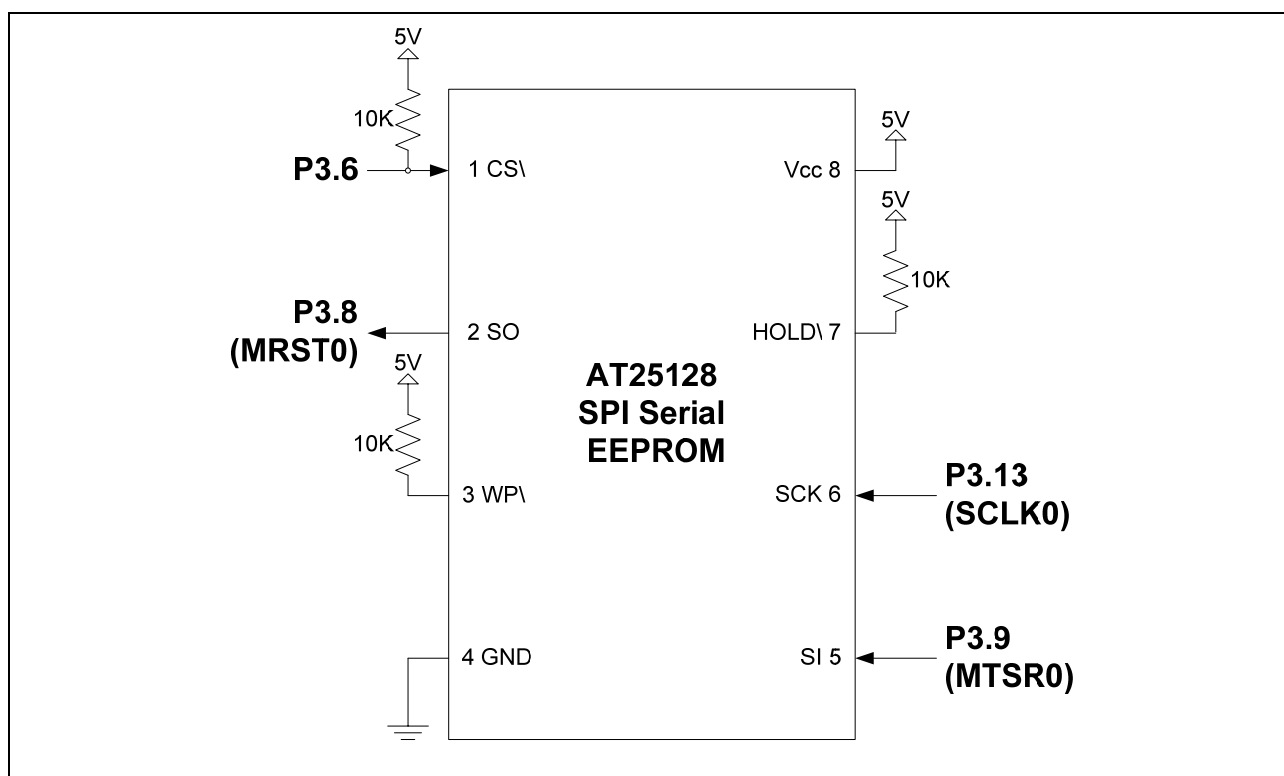 5V
10K
P3.6
1 CS\
Vcc 8
5V
5V
10K
P3.8
(MRST0)
2 SO
HOLD\ 7
5V
10K
AT25128
SPI Serial
EEPROM
3 WP\
SCK 6
P3.13
(SCLK0)
4 GND
SI 5
P3.9
(MTSR0)